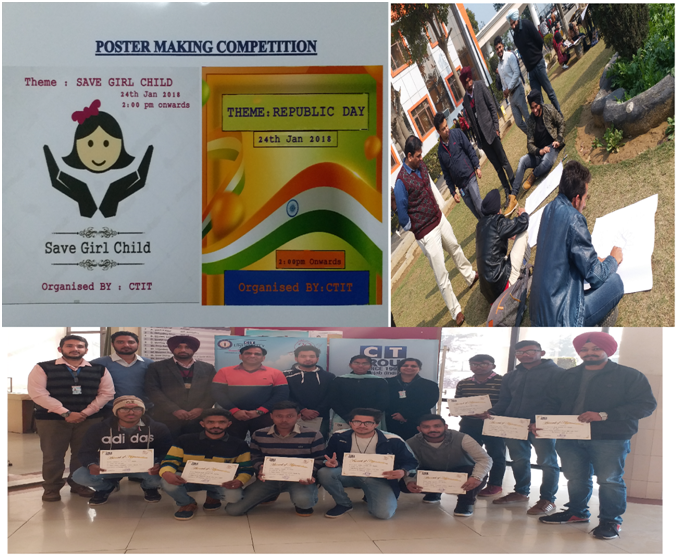 POSTER MAKING COMPETITION
Theme : SAVE GIRL CHILD
24th Jan 2018
2:00 pm onwards
Save Girl Child
Organised BY : CTIT
THEME:REPUBLIC DAY
24th Jan 2018
2:00pm Onwards
Organised BY:CTIT
CT
GROUP
adidas